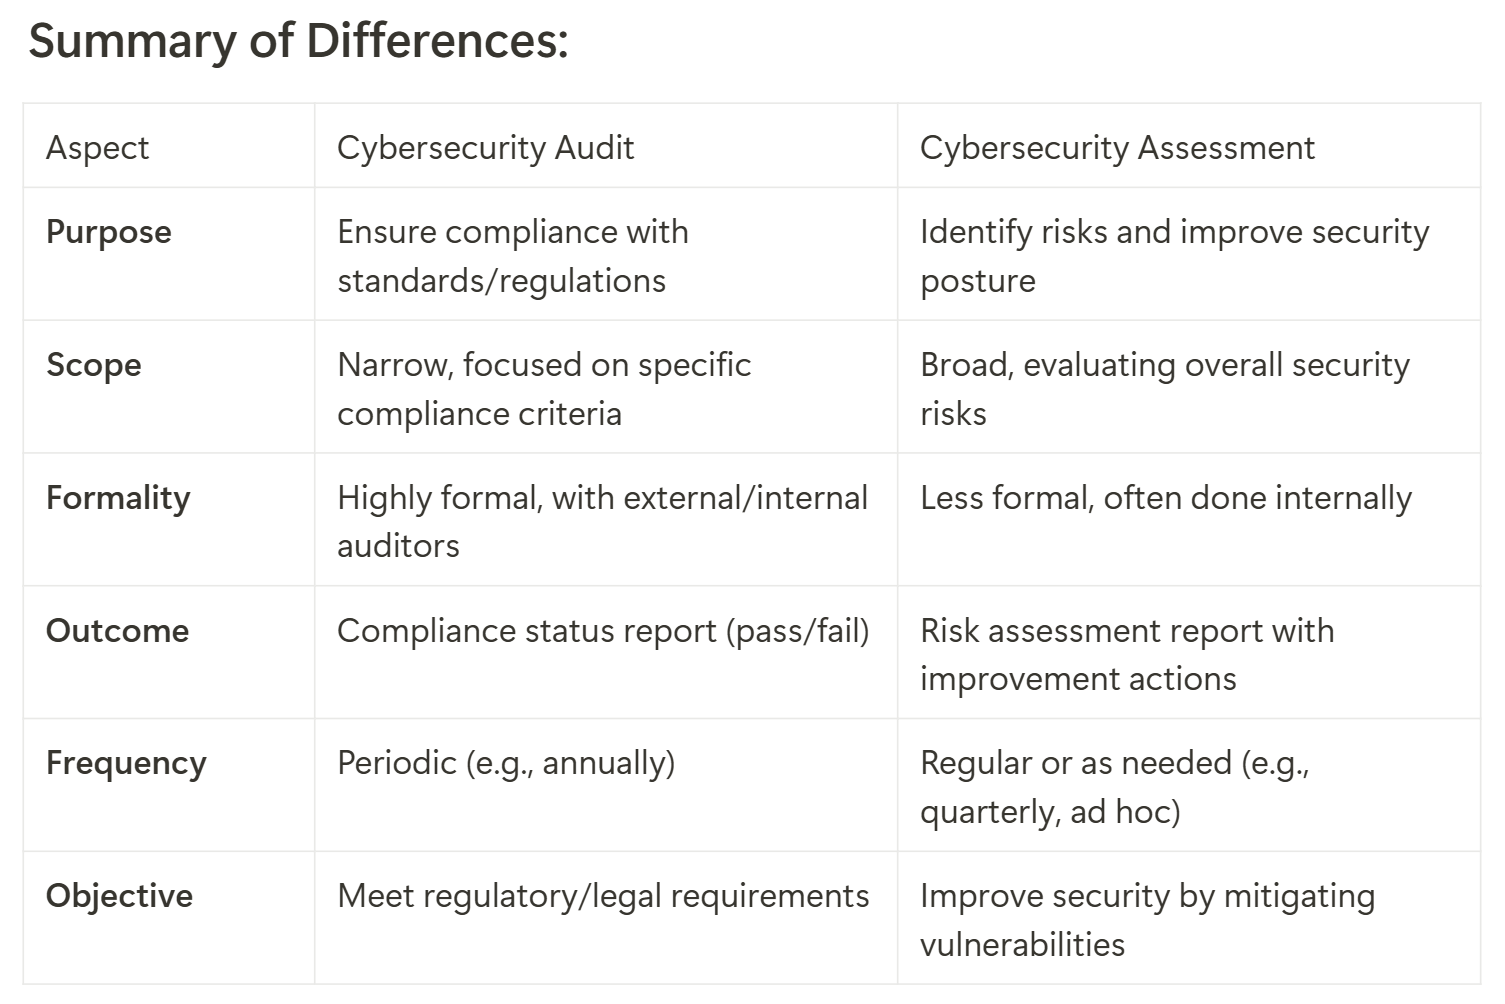 Summary of Differences:
Aspect
Cybersecurity Audit
Cybersecurity Assessment
Purpose
Ensure compliance with
standards/regulations
Identify risks and improve security
posture
Scope
Narrow, focused on specific
compliance criteria
Broad, evaluating overall security
risks
Formality
Highly formal, with external/internal
auditors
Less formal, often done internally
Outcome
Compliance status report (pass/fail)
Risk assessment report with
improvement actions
Frequency
Periodic (e.g., annually)
Regular or as needed (e.g.,
quarterly, ad hoc)
Objective
Meet regulatory/legal requirements
Improve security by mitigating
vulnerabilities